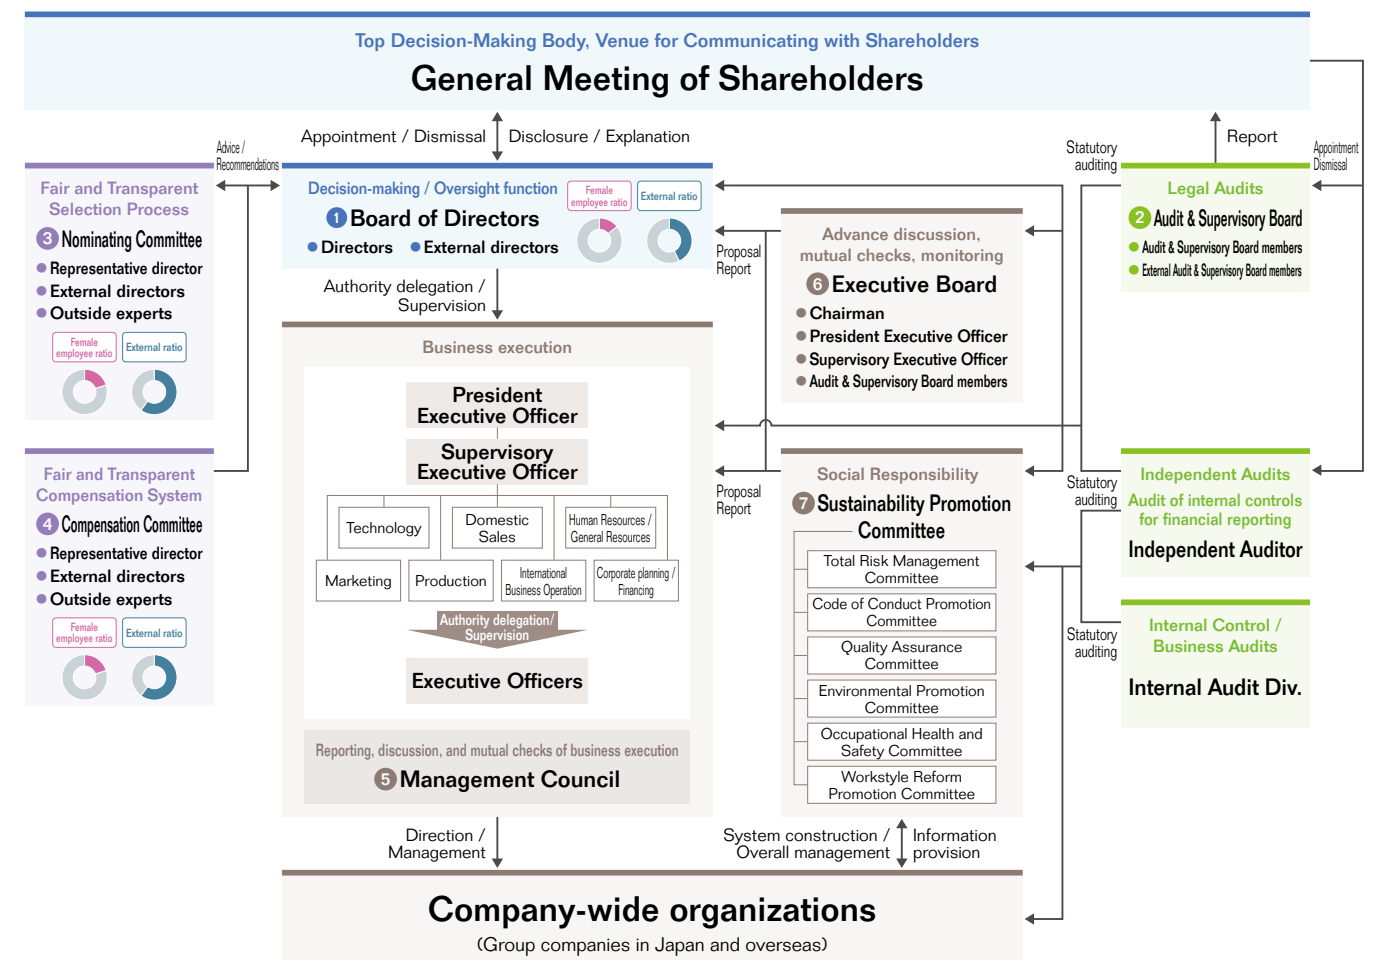 Top Decision-Making Body, Venue for Communicating with Shareholders
General Meeting of Shareholders
Appointment / Dismissal
Disclosure / Explanation
Report
Appointment
Dismissal
Statutory
auditing
Advice /
Recommendations
Fair and Transparent
Selection Process
3 Nominating Committee
Representative director
External directors
Outside experts
Female
employee ratio
External ratio
Fair and Transparent
Compensation System
4 Compensation Committee
Representative director
External directors
Outside experts
Female
employee ratio
External ratio
Decision-making / Oversight function
1 Board of Directors
Directors
External directors
Female
employee ratio
External ratio
Authority delegation /
Supervision
Proposal
Report
Business execution
President
Executive Officer
Supervisory
Executive Officer
Technology
Domestic
Sales
Human Resources /
General Resources
Marketing
Production
International
Business Operation
Corporate planning /
Financing
Authority delegation/
Supervision
Executive Officers
Reporting, discussion, and mutual checks of business execution
5 Management Council
Direction /
Management
Advance discussion,
mutual checks, monitoring
6 Executive Board
Chairman
President Executive Officer
Supervisory Executive Officer
Audit & Supervisory Board members
Proposal
Report
Social Responsibility
7 Sustainability Promotion
Committee
Total Risk Management
Committee
Code of Conduct Promotion
Committee
Quality Assurance
Committee
Environmental Promotion
Committee
Occupational Health and
Safety Committee
Workstyle Reform
Promotion Committee
System construction /
Overall management
Information
provision
Legal Audits
2 Audit & Supervisory Board
Audit & Supervisory Board members
External Audit & Supervisory Board members
Statutory
auditing
Independent Audits
Audit of internal controls
for financial reporting
Independent Auditor
Statutory
auditing
Internal Control /
Business Audits
Internal Audit Div.
Company-wide organizations
(Group companies in Japan and overseas)